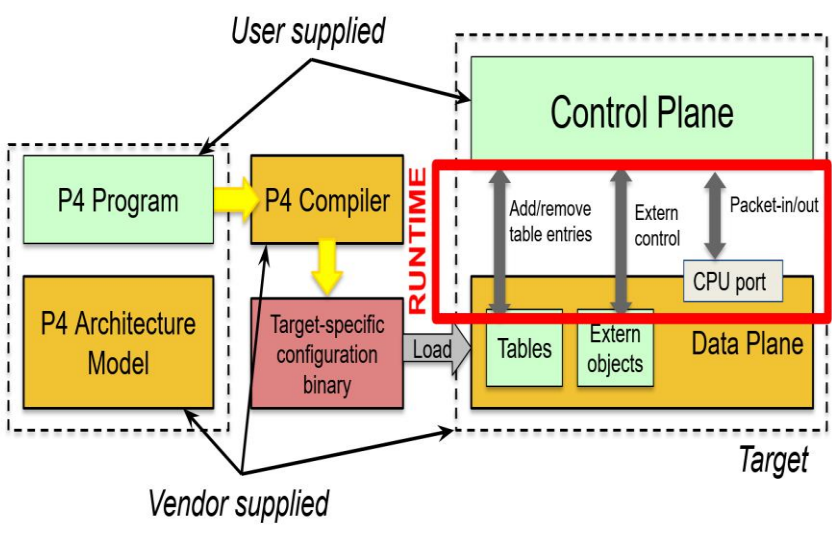 User supplied
Control Plane
P4 Program
P4 Compiler
RUNTIME
Add/remove
table entries
Extern
control
Packet-in/out
CPU port
P4 Architecture
Model
Target-specific
configuration
binary
Load
Tables
Extern
objects
Data Plane
Target
Vendor supplied